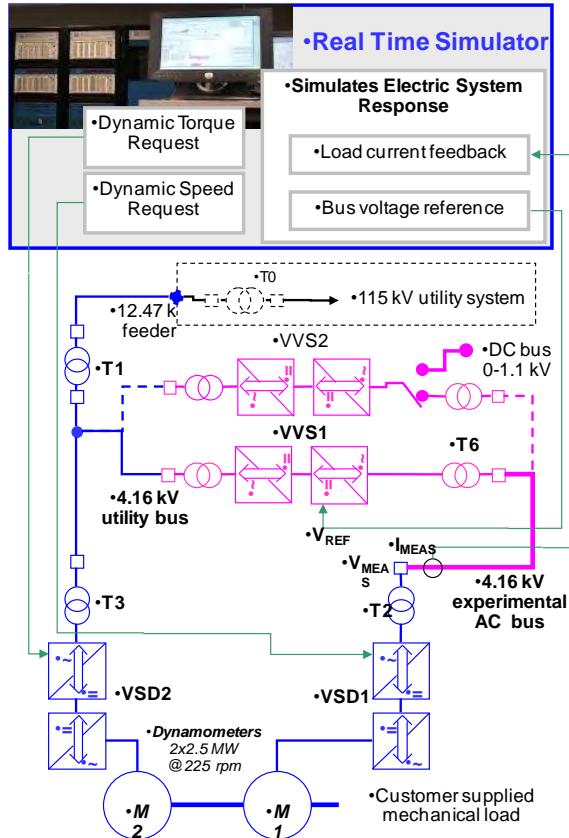 •Real Time Simulator
•Simulates Electric System
Response
•Dynamic Torque
Request
•Load current feedback
•Dynamic Speed
Request
•Bus voltage reference
•T0
•12.47 k
feeder
•115 kV utility system
•VVS2
•DC bus
0-1.1 kV
•T1
•~
•=
•=
•~
•VVS1
•T6
•~
•=
•=
•~
•4.16 kV
utility bus
•VREF
•IMEAS
•VMEA
S
•4.16 kV
experimental
AC bus
•T3
•T2
•~
•=
•VSD2
•~
•=
•VSD1
•=
•~
•=
•~
•Dynamometers
2x2.5 MW
@225 rpm
•M
2
•M
1
•Customer supplied
mechanical load